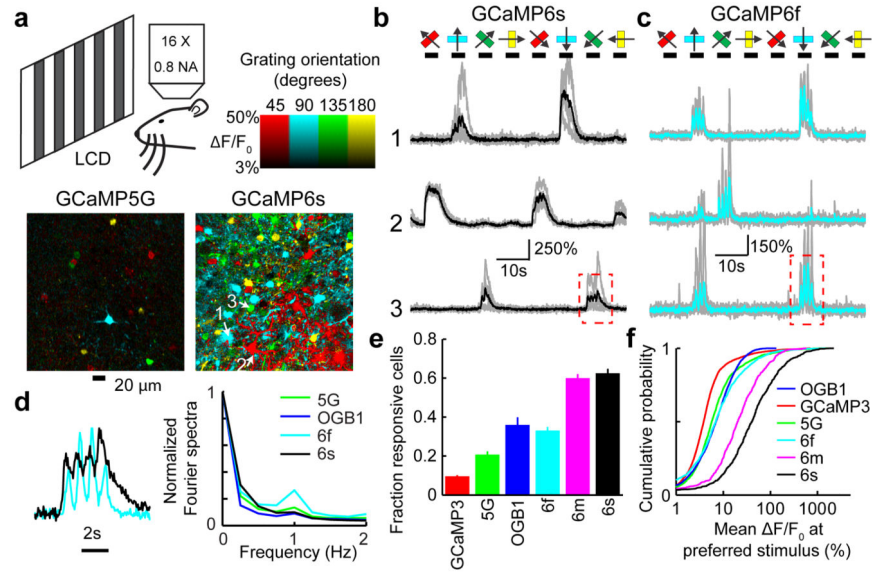 a
16 X
0.8 NA
LCD
Grating orientation
(degrees)
45 90 135 180
50%
ΔF/F0
3%
GCaMP5G
GCaMP6s
3
1
2
20 µm
b
GCaMP6s
1
2
3
250%
10s
c
GCaMP6f
150%
10s
d
2s
Normalized
Fourier spectra
1
0
0 1 2
Frequency (Hz)
5G
OGB1
6f
6s
e
Fraction responsive cells
0.8
0.6
0.4
0.2
0
GCaMP3
5G
OGB1
6f
6m
6s
f
Cumulative probability
1
0.5
0
1 10 100 1000
Mean ΔF/F0 at
preferred stimulus (%)
OGB1
GCaMP3
5G
6f
6m
6s